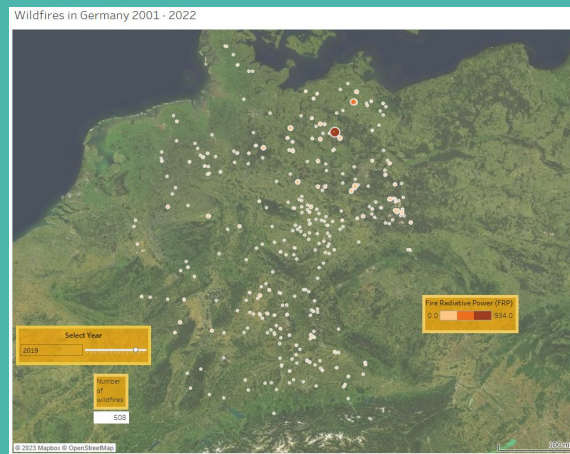 Wildfires in Germany 2001 - 2022
Fire Radiative Power (FRP)
0.0 934.0
Select Year
2019
Number
of
wildfires
508
© 2023 Mapbox © OpenStreetMap